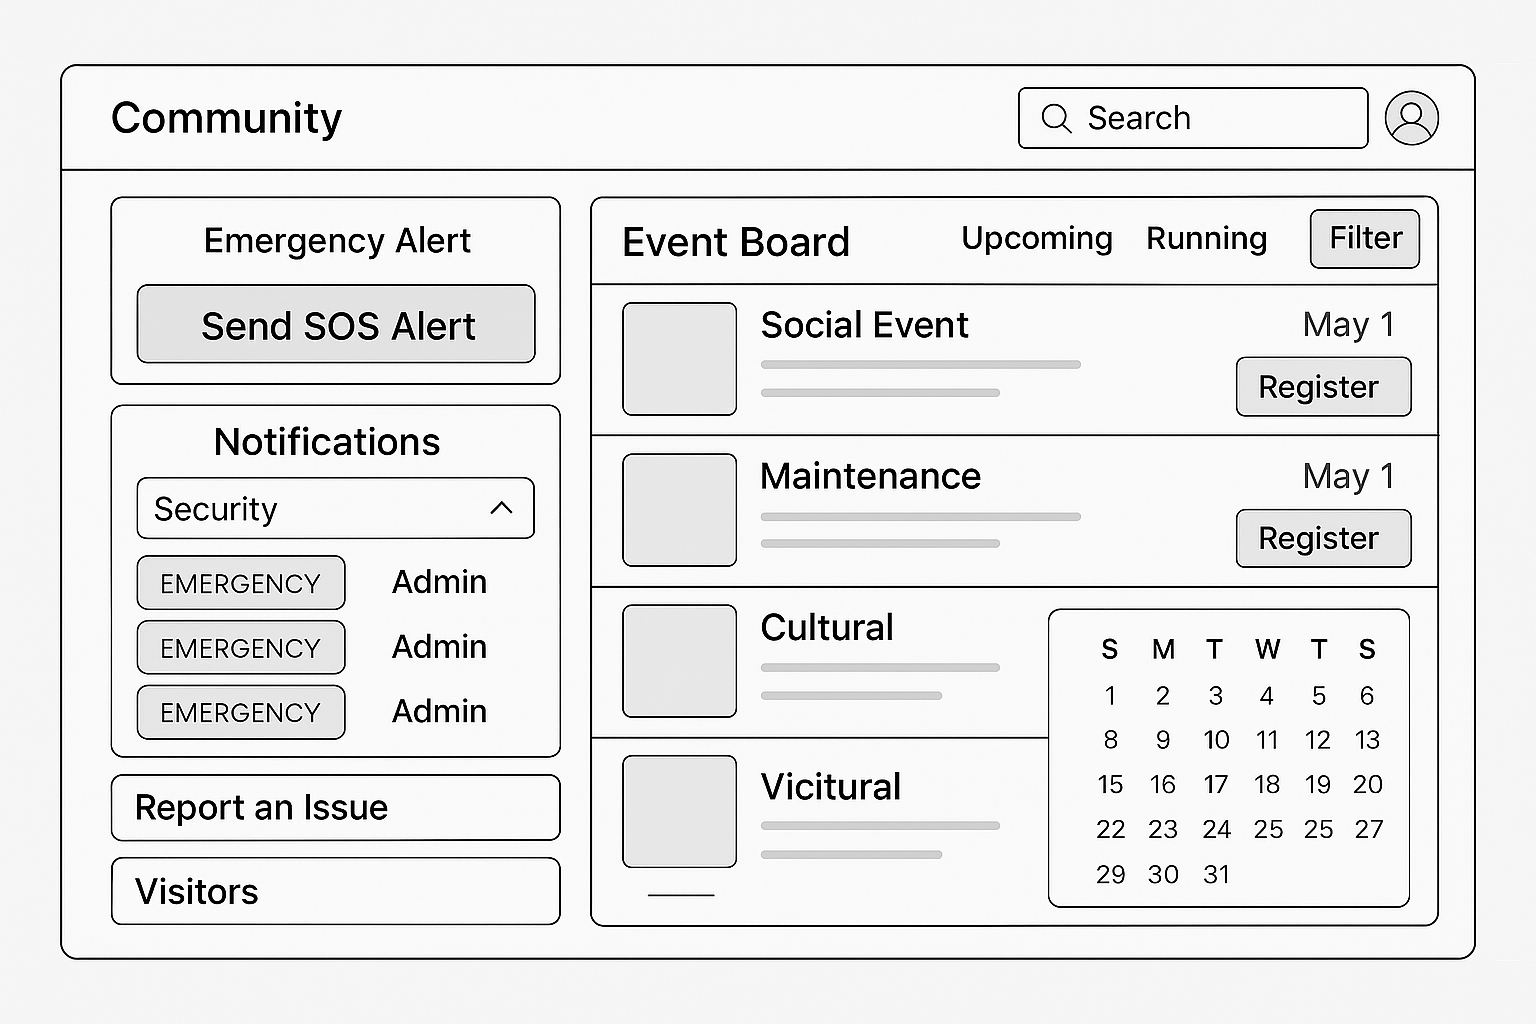 Community
Search
Emergency Alert
Send SOS Alert
Notifications
Security
EMERGENCY Admin
EMERGENCY Admin
EMERGENCY Admin
Report an Issue
Visitors
Event Board Upcoming Running Filter
Social Event May 1
Register
Maintenance May 1
Register
Cultural
Vicitural
S M T W T S
1 2 3 4 5 6
8 9 10 11 12 13
15 16 17 18 19 20
22 23 24 25 25 27
29 30 31